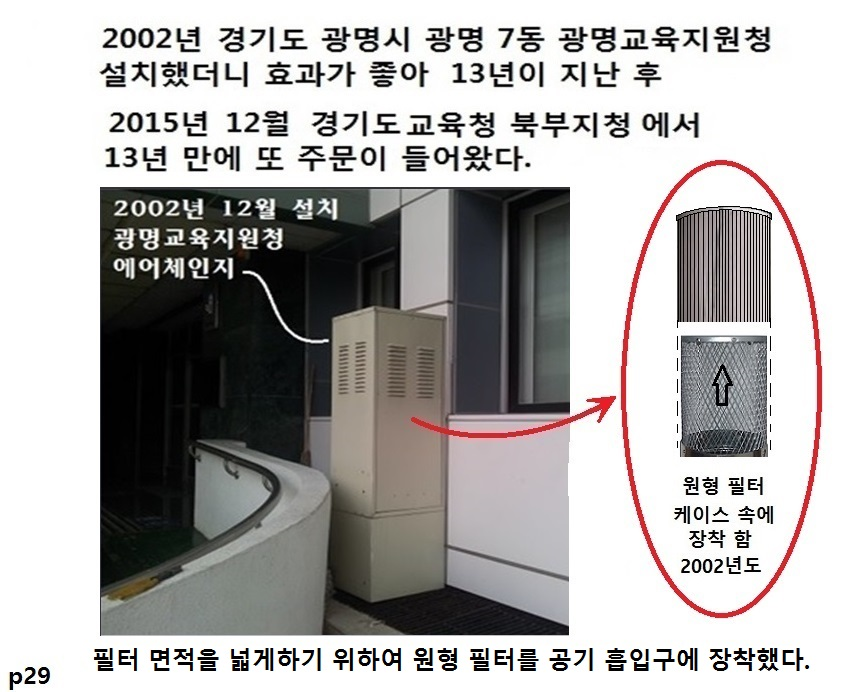 2002년 경기도 광명시 광명 7동 광명교육지원청
설치했더니 효과가 좋아 13년이 지난 후
2015년 12월 경기도교육청 북부지청 에서
13년 만에 또 주문이 들어왔다.
2002년 12월 설치
광명교육지원청
에어체인지
원형 필터
케이스 속에
장착 함
2002년도
필터 면적을 넓게하기 위하여 원형 필터를 공기 흡입구에 장착했다.
p29